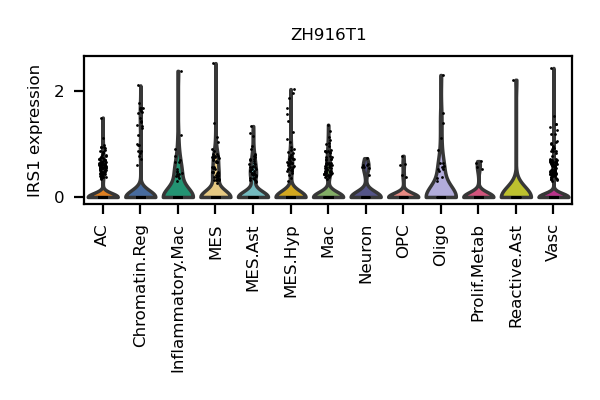 ZH916T1
IRS1 expression
2
0
AC
Chromatin.Reg
Inflammatory.Mac
MES
MES.Ast
MES.Hyp
Mac
Neuron
OPC
Oligo
Prolif.Metab
Reactive.Ast
Vasc